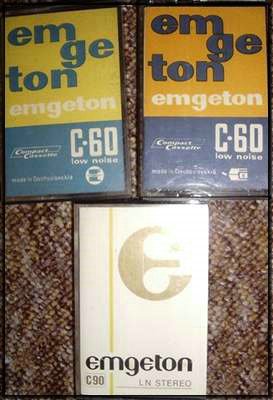 em
ge
ton
emgeton
Compact
Cassette
C-60
low noise
made in Czechoslovakia
em
ge
ton
emgeton
Compact
Cassette
C-60
low noise
made in Czechoslovakia
e
emgeton
C90
LN STEREO